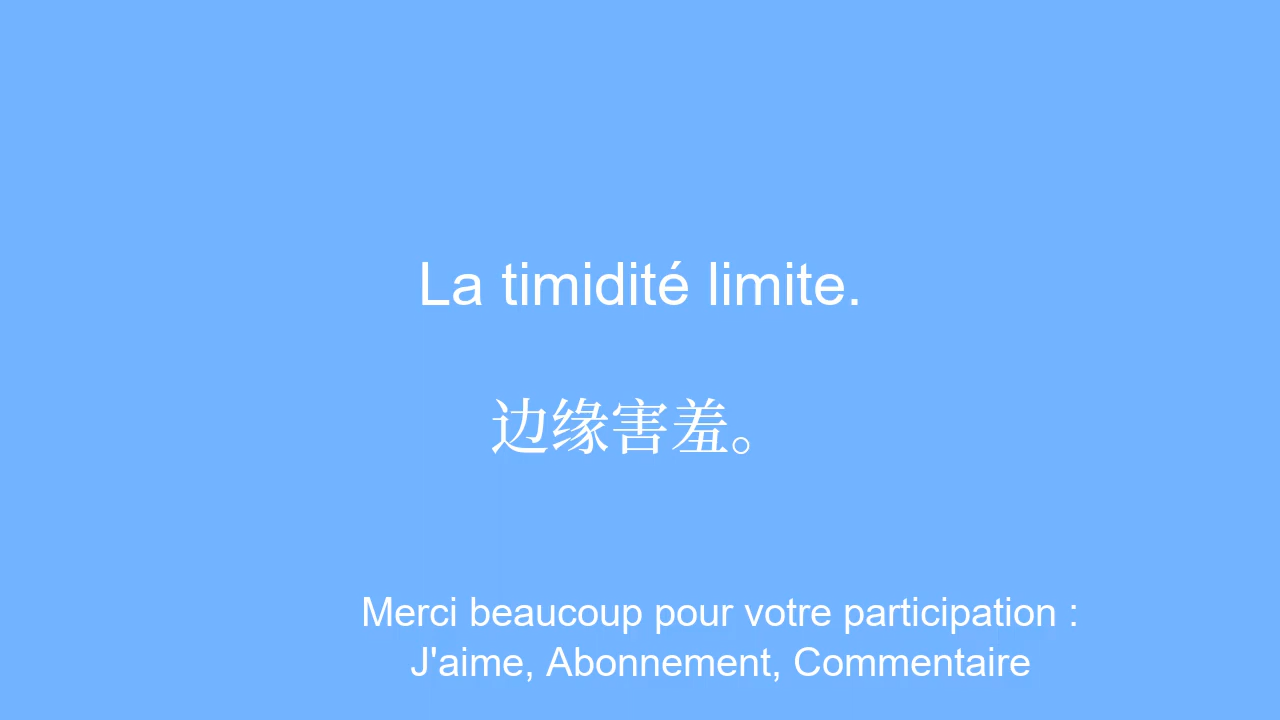 La timidité limite.
边缘害羞。
Merci beaucoup pour votre participation :
J'aime, Abonnement, Commentaire